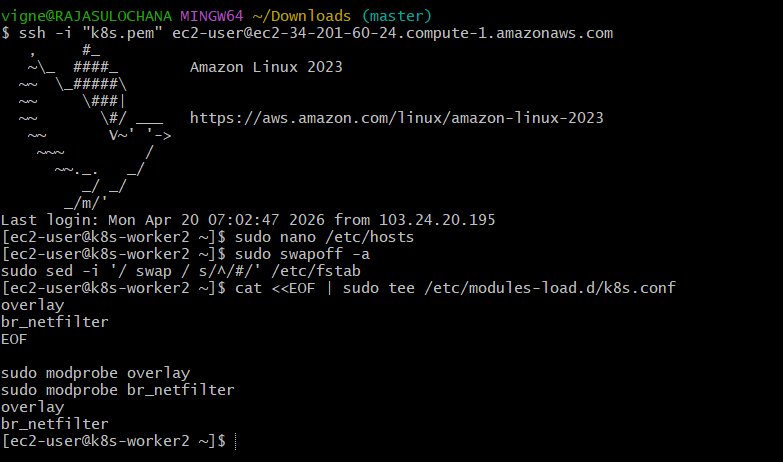 vigne@RAJASULOCHANA MINGW64 ~/Downloads (master)
$ ssh -i "k8s.pem" ec2-user@ec2-34-201-60-24.compute-1.amazonaws.com
   ,     #_
   ~\_  ####_        Amazon Linux 2023
  ~~  \_#####\
  ~~     \###|
  ~~       \#/ ___   https://aws.amazon.com/linux/amazon-linux-2023
   ~~       V~' '->
    ~~~         /
      ~~._.   _/
         _/ _/
       _/m/'
Last login: Mon Apr 20 07:02:47 2026 from 103.24.20.195
[ec2-user@k8s-worker2 ~]$ sudo nano /etc/hosts
[ec2-user@k8s-worker2 ~]$ sudo swapoff -a
sudo sed -i '/ swap / s/^/#/' /etc/fstab
[ec2-user@k8s-worker2 ~]$ cat <<EOF | sudo tee /etc/modules-load.d/k8s.conf
overlay
br_netfilter
EOF

sudo modprobe overlay
sudo modprobe br_netfilter
overlay
br_netfilter
[ec2-user@k8s-worker2 ~]$